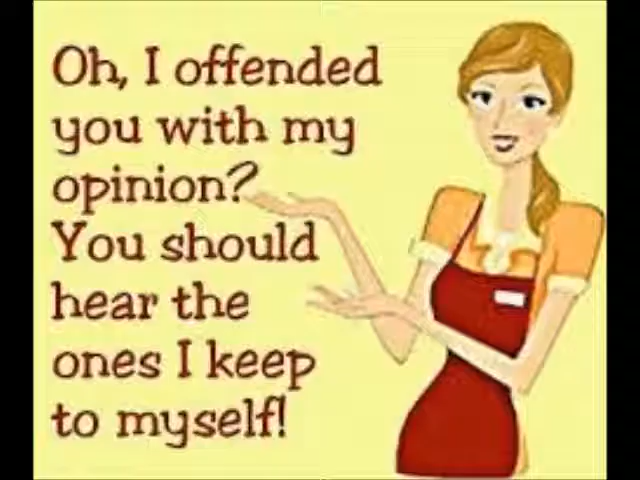 Oh, I offended
you with my
opinion?
You should
hear the
ones I keep
to myself!